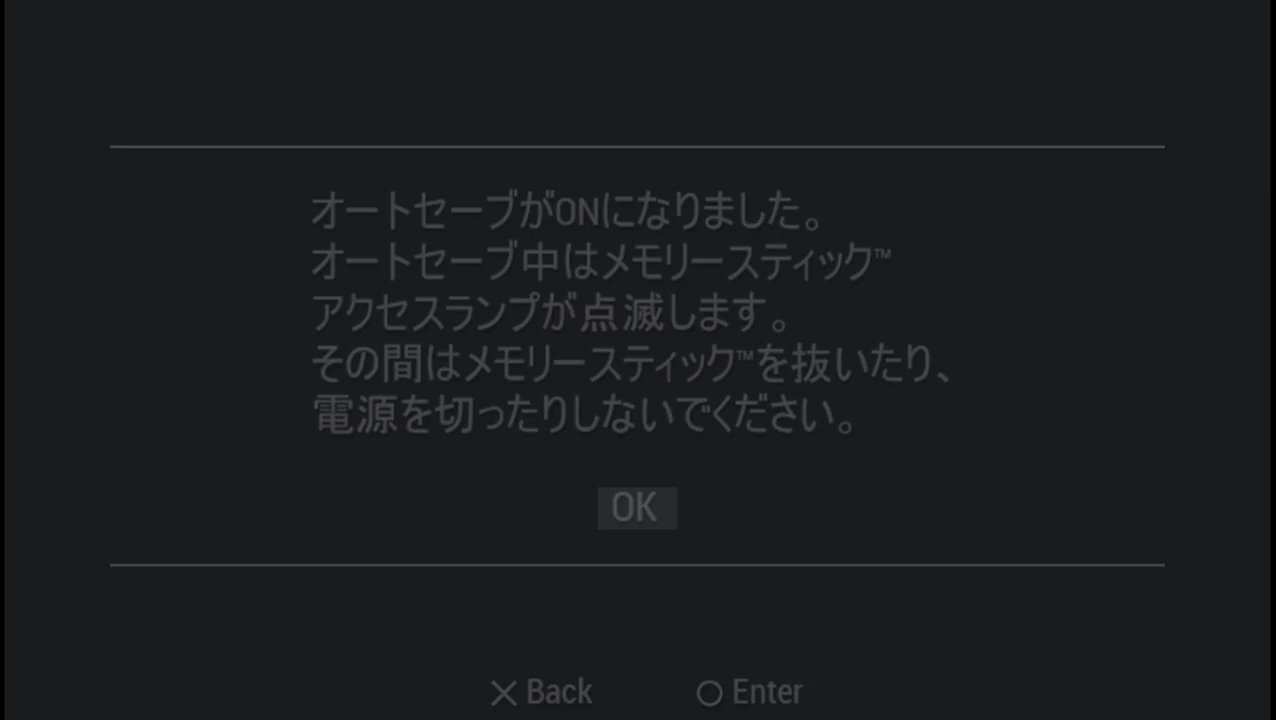 オートセーブがONになりました。
オートセーブ中はメモリースティック™
アクセスランプが点滅します。
その間はメモリースティック™を抜いたり、
電源を切ったりしないでください。
OK
Back Enter